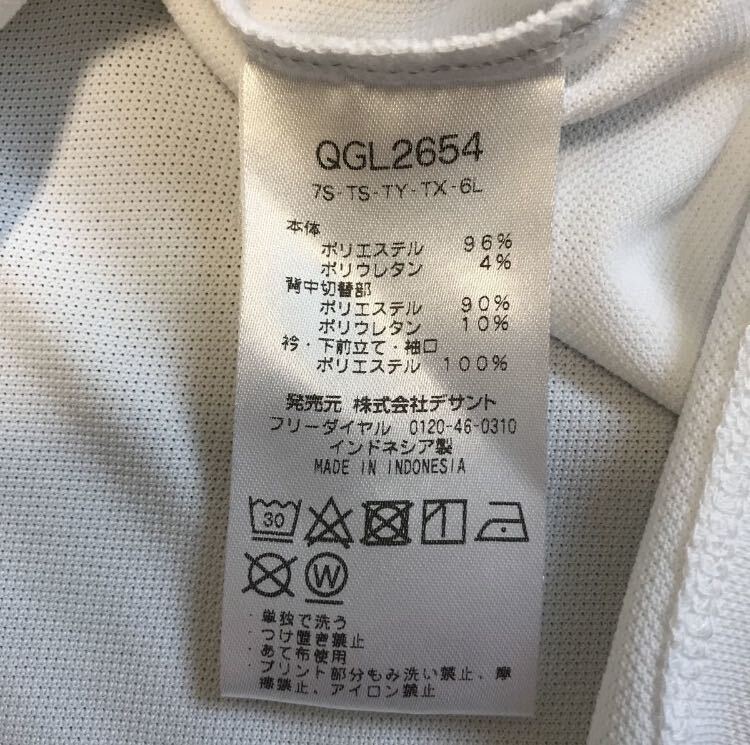 QGL2654
7S-TS-TY-TX-6L
本体
ポリエステル 96%
ポリウレタン 4%
背中切替部
ポリエステル 90%
ポリウレタン 10%
衿・下前立て・袖口
ポリエステル 100%
発売元 株式会社デサント
フリーダイヤル 0120-46-0310
インドネシア製
MADE IN INDONESIA
30
W
・単独で洗う
・つけ置き禁止
・あて布使用
・プリント部分もみ洗い禁止、摩
擦禁止、アイロン禁止